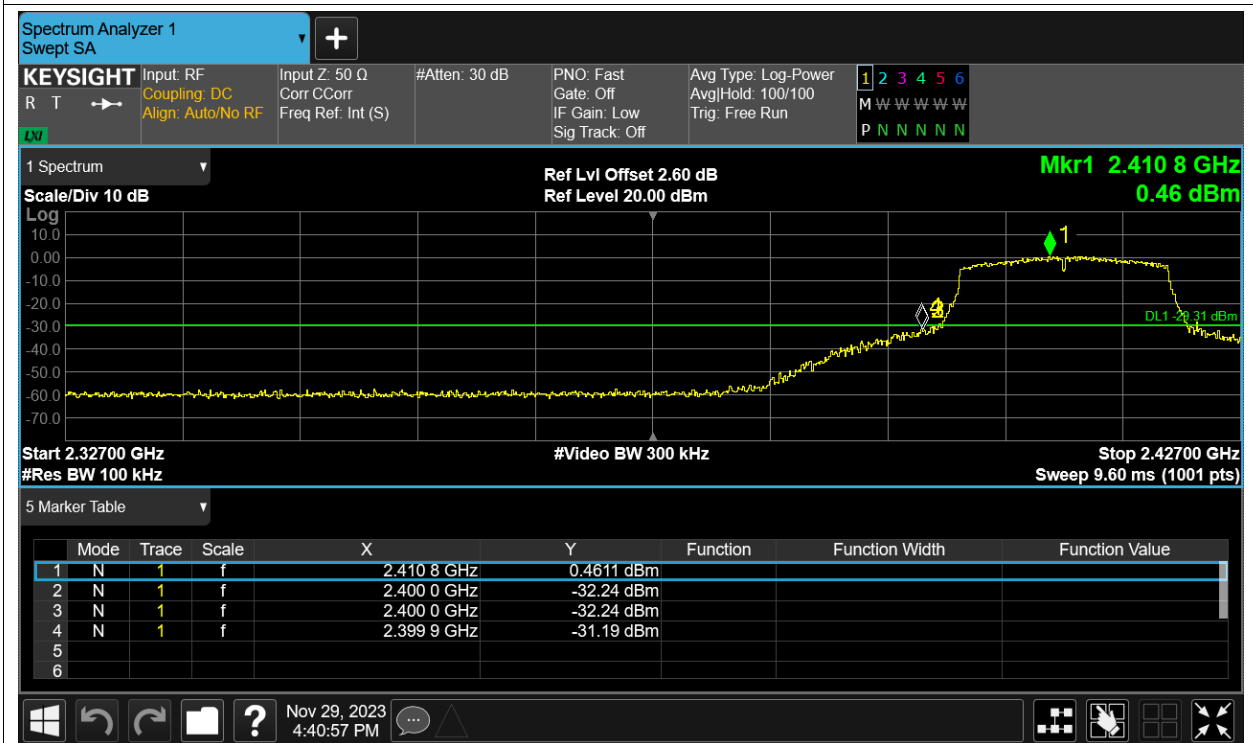 Spectrum Analyzer 1
Swept SA
+
KEYSIGHT Input: RF Input Z: 50 Ω #Atten: 30 dB PNO: Fast Avg Type: Log-Power 1 2 3 4 5 6
R T Coupling: DC Corr CCorr Gate: Off Avg|Hold: 100/100 M W W W W W
Align: Auto/No RF Freq Ref: Int (S) IF Gain: Low Trig: Free Run
LXI Sig Track: Off P N N N N N
1 Spectrum Ref Lvl Offset 2.60 dB Mkr1 2.410 8 GHz
Scale/Div 10 dB Ref Level 20.00 dBm 0.46 dBm
Log
10.0
1
0.00
-10.0
-20.0
-30.0
DL1 -29.31 dBm
-40.0
-50.0
-60.0
-70.0
Start 2.32700 GHz #Video BW 300 kHz Stop 2.42700 GHz
#Res BW 100 kHz Sweep 9.60 ms (1001 pts)
5 Marker Table
Mode Trace Scale X Y Function Function Width Function Value
1 N 1 f 2.410 8 GHz 0.4611 dBm
2 N 1 f 2.400 0 GHz -32.24 dBm
3 N 1 f 2.400 0 GHz -32.24 dBm
4 N 1 f 2.399 9 GHz -31.19 dBm
5
6
? Nov 29, 2023
4:40:57 PM